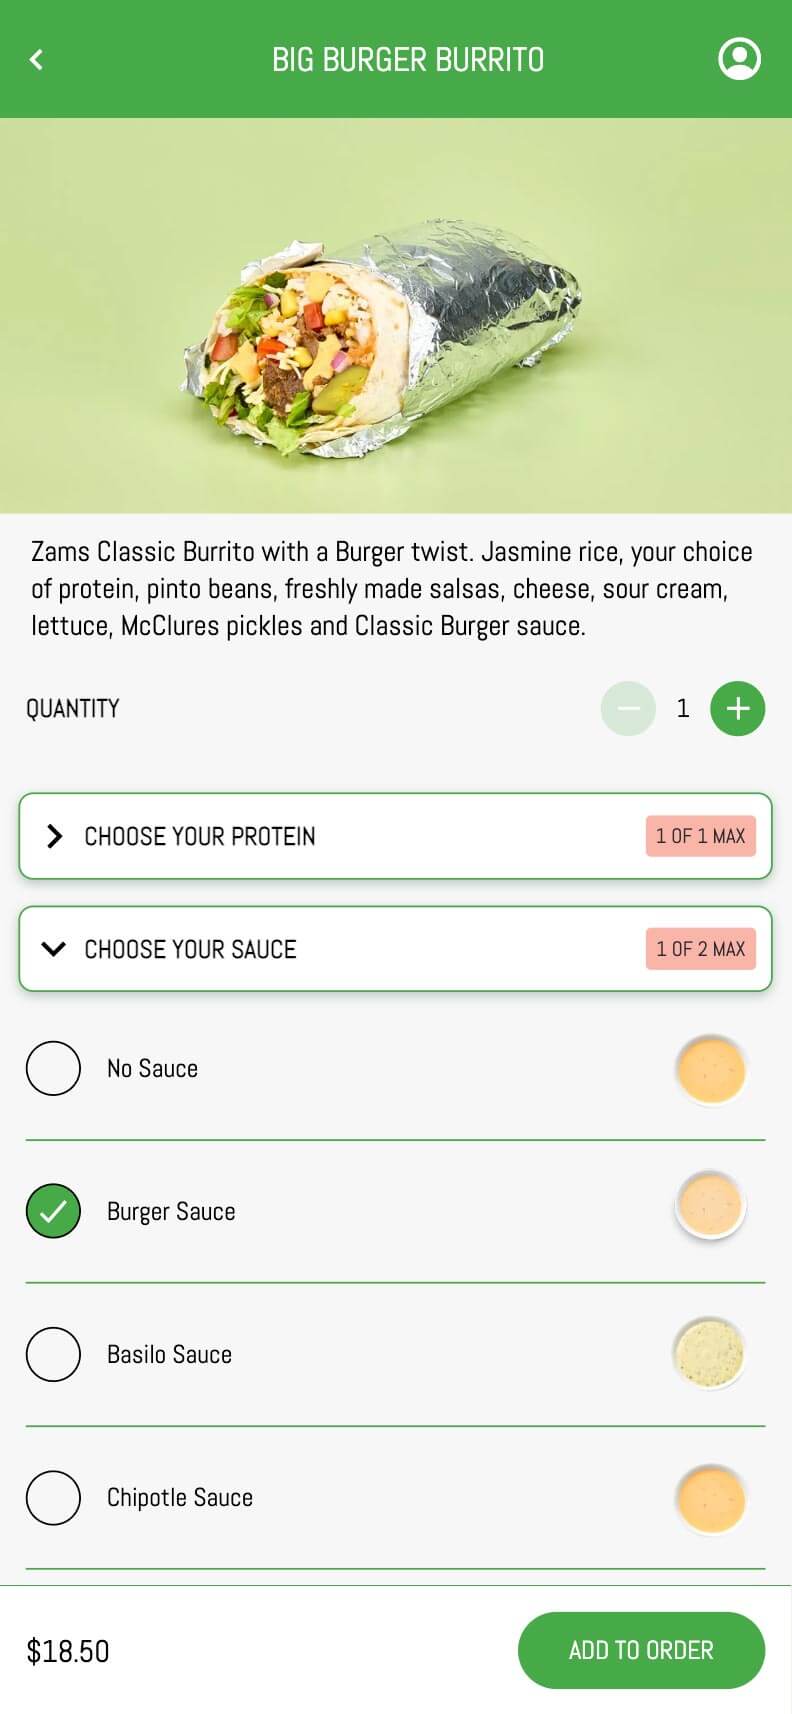 BIG BURGER BURRITO
Zams Classic Burrito with a Burger twist. Jasmine rice, your choice
of protein, pinto beans, freshly made salsas, cheese, sour cream,
lettuce, McClures pickles and Classic Burger sauce.
QUANTITY
1
CHOOSE YOUR PROTEIN
1 OF 1 MAX
CHOOSE YOUR SAUCE
1 OF 2 MAX
No Sauce
Burger Sauce
Basilo Sauce
Chipotle Sauce
$18.50
ADD TO ORDER